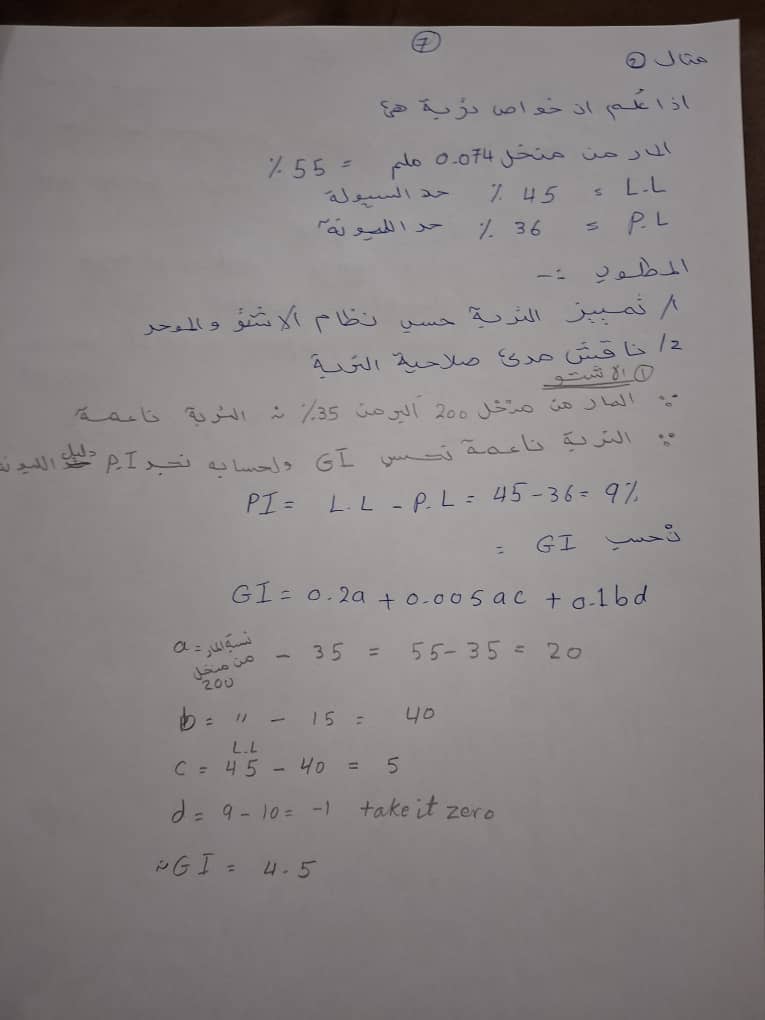 7
مثال 2
اذا علم ان خواص تربة هي
المار من منخل 0.074 ملم = 55 %
L.L = 45 % حد السيولة
P.L = 36 % حد اللدونة
المطلوب :-
1/ تمييز التربة حسب نظام الاشتو والموحد
2/ ناقش مدى صلاحية التربة
① الاشتو
∵ المار من منخل 200 اكبر من 35% ∴ التربة ناعمة
∵ التربة ناعمة نحسب GI ولحسابه نجد P.I دليل اللدونة
PI = L.L - P.L = 45-36 = 9%
نحسب GI =
GI = 0.2a + 0.005ac + 0.1bd
a = نسبة المار من منخل 200 - 35 = 55-35 = 20
b = " - 15 = 40
L.L
c = 45 - 40 = 5
d = 9-10 = -1 take it zero
∴ GI = 4.5